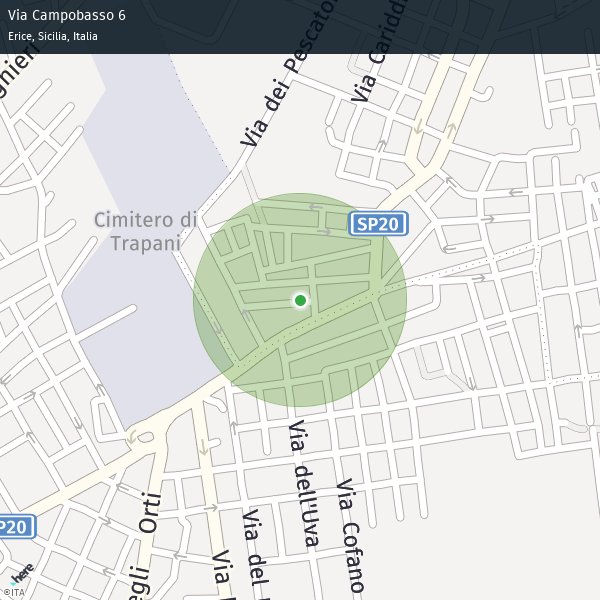 Via Campobasso 6
Erice, Sicilia, Italia
Via dei Pescator
Via Cariddi
SP20
Cimitero di
Trapani
Via dell'Uva
Via Cofano
Via del
Orti
egli
Via
SP20
here
©ITA